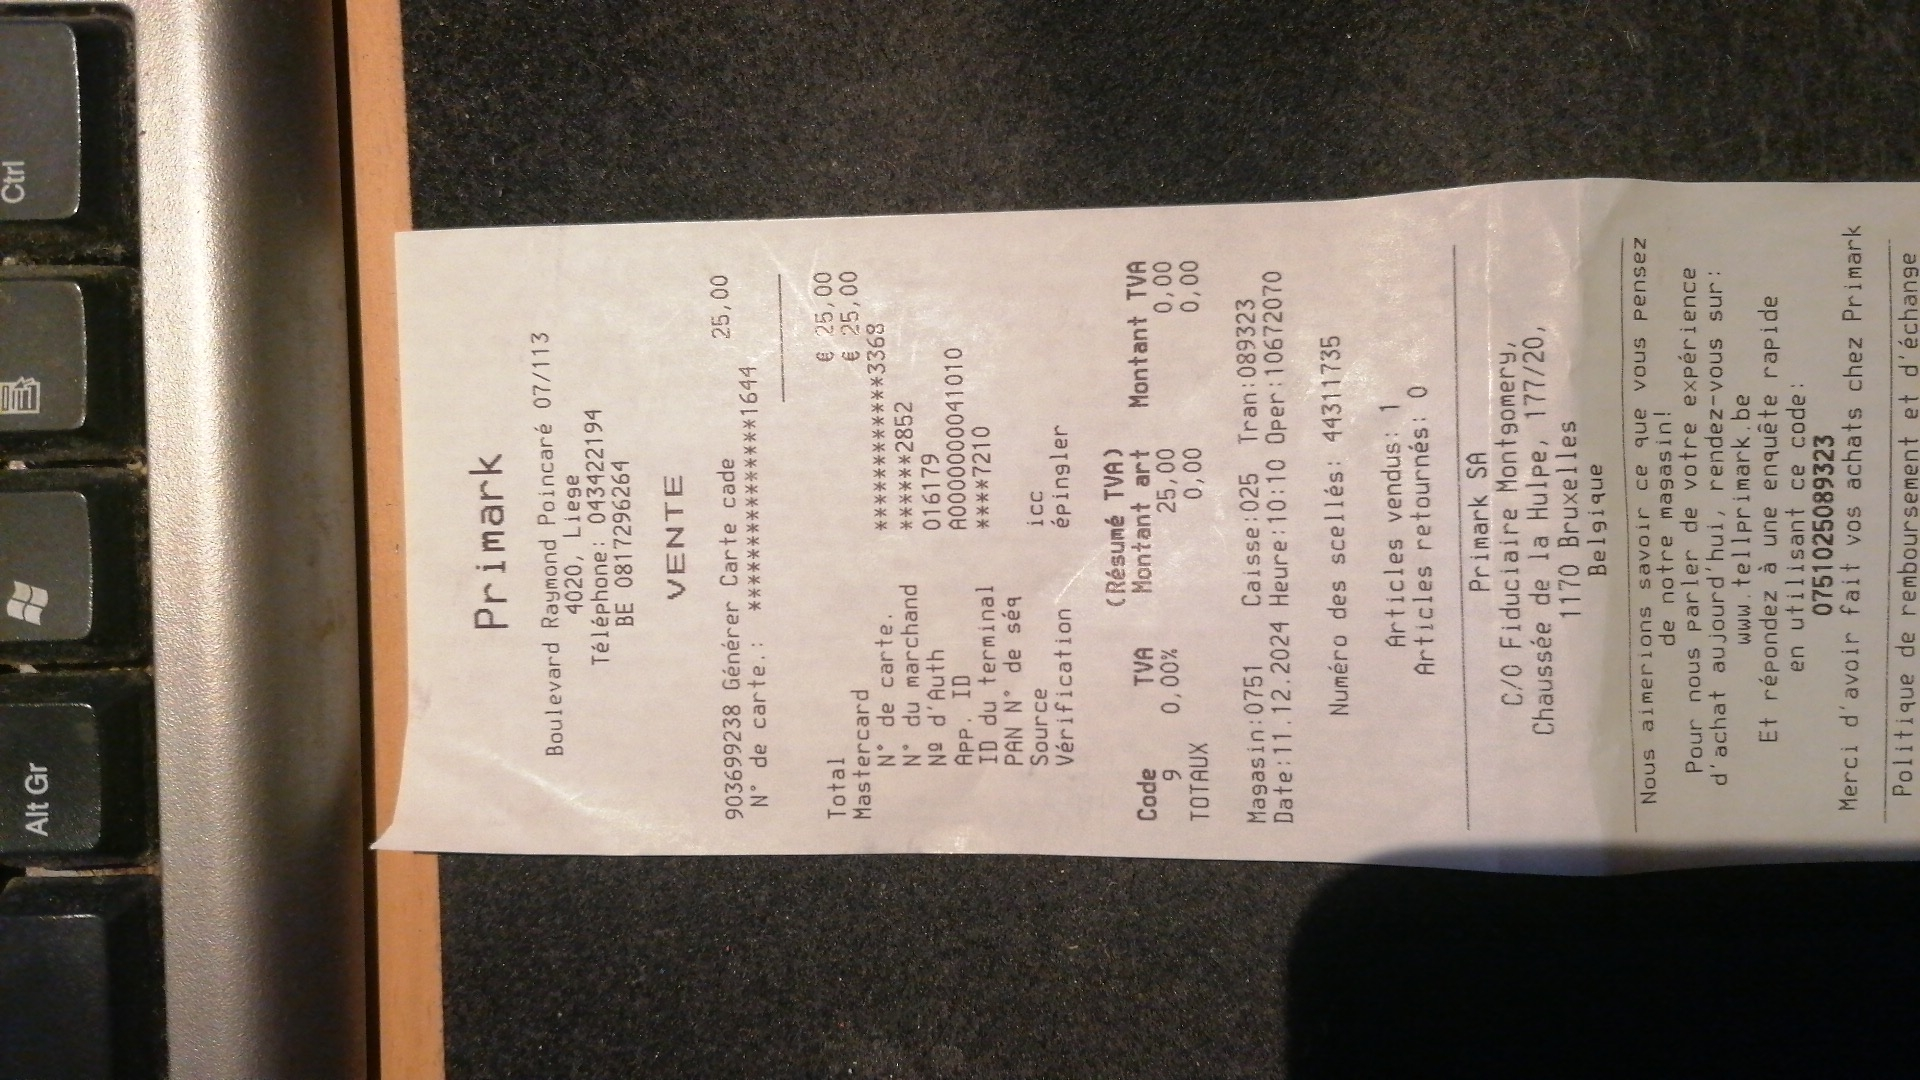 Primark
Boulevard Raymond Poincaré 07/113
4020, Liege
Téléphone: 043422194
BE 0817296264
VENTE
903699238 Générer Carte cade 25,00
N° de carte.: ***************1644
Total € 25,00
Mastercard € 25,00
N° de carte. ************3368
N° du marchand *****2852
Nº d'Auth 016179
APP. ID A0000000041010
ID du terminal ****7210
PAN N° de séq
Source icc
Vérification épingler
(Résumé TVA)
Code TVA Montant art Montant TVA
9 0,00% 25,00 0,00
TOTAUX 0,00 0,00
Magasin:0751 Caisse:025 Tran:089323
Date:11.12.2024 Heure:10:10 Oper:10672070
Numéro des scellés: 44311735
Articles vendus: 1
Articles retournés: 0
Primark SA
C/O Fiduciaire Montgomery,
Chaussée de la Hulpe, 177/20,
1170 Bruxelles
Belgique
Nous aimerions savoir ce que vous pensez
de notre magasin!
Pour nous parler de votre expérience
d'achat aujourd'hui, rendez-vous sur:
www.tellprimark.be
Et répondez à une enquête rapide
en utilisant ce code:
0751025089323
Merci d'avoir fait vos achats chez Primark
Politique de remboursement et d'échange
Ctrl
Alt Gr